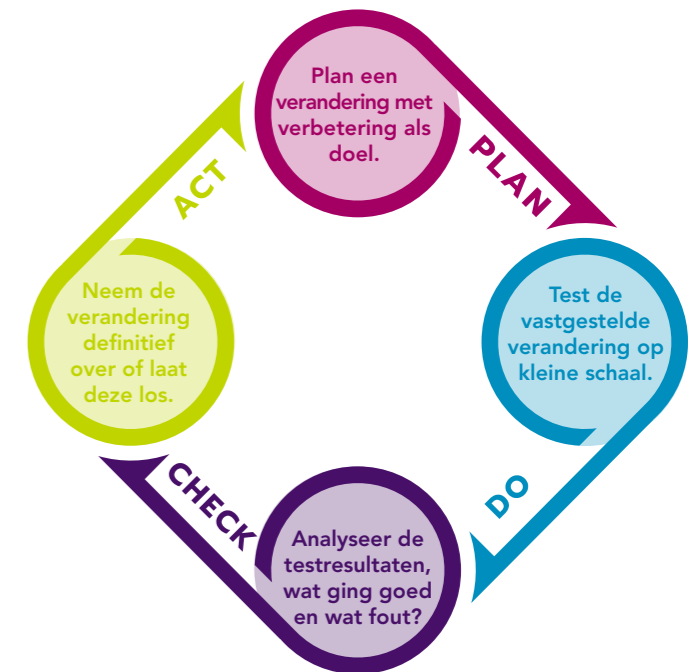 Plan een
verandering met
verbetering als
doel.
PLAN
Test de
vastgestelde
verandering op
kleine schaal.
DO
Analyseer de
testresultaten,
wat ging goed
en wat fout?
CHECK
Neem de
verandering
definitief
over of laat
deze los.
ACT